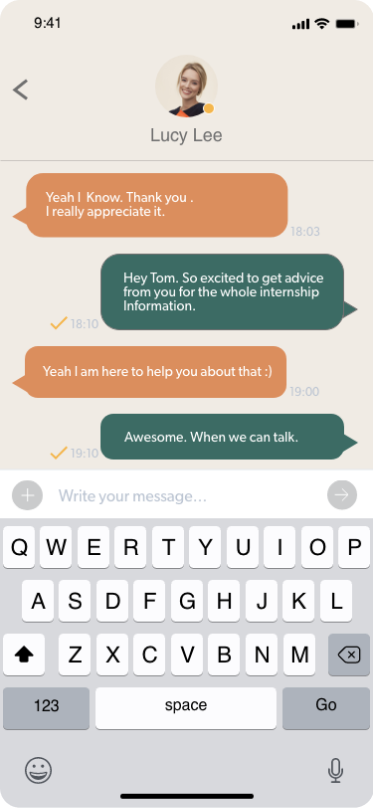 9:41
Lucy Lee
Yeah I  Know. Thank you .
I really appreciate it.
18:03
Hey Tom. So excited to get advice
from you for the whole internship
Information.
18:10
Yeah I am here to help you about that :)
19:00
Awesome. When we can talk.
19:10
Write your message...
Q W E R T Y U I O P
A S D F G H J K L
Z X C V B N M
123 space Go